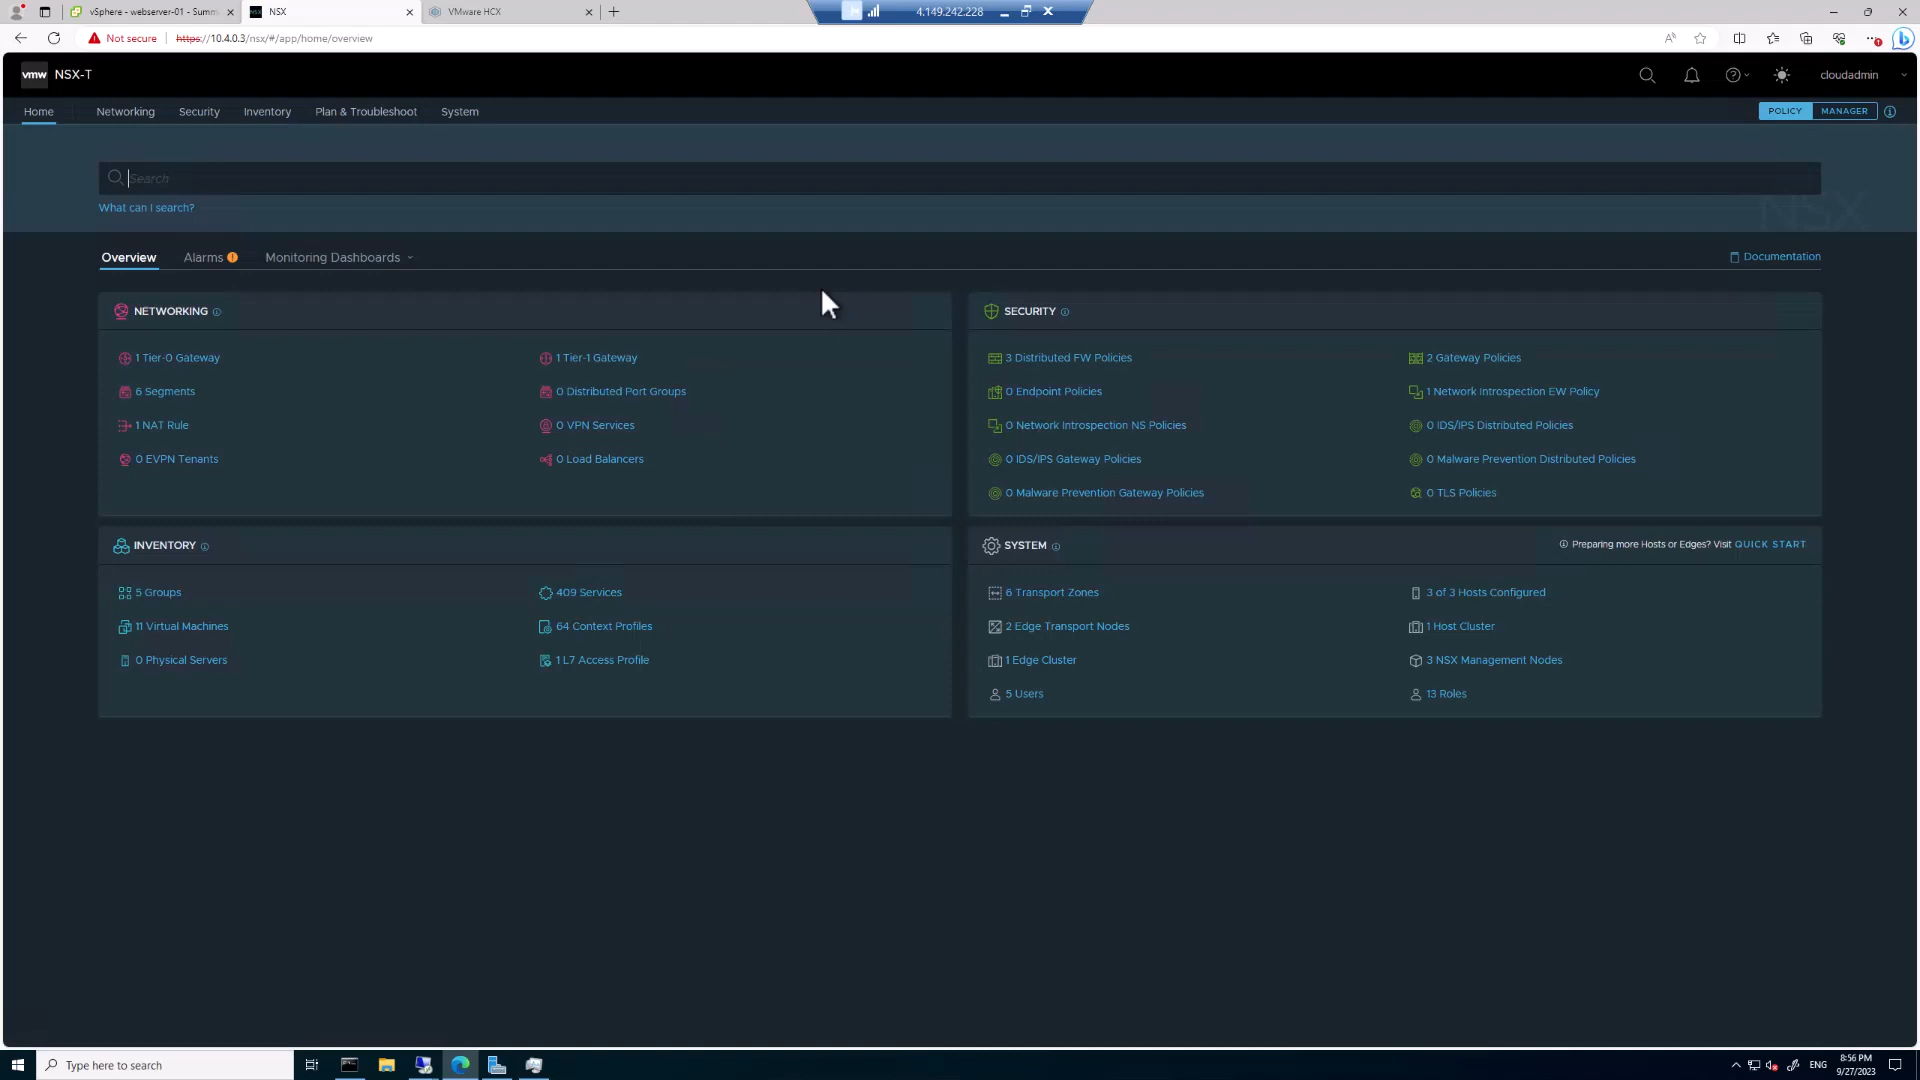 vSphere - webserver-01 - Summ
NSX
VMware HCX
4.149.242.228
Not secure
https://10.4.0.3/nsx/#/app/home/overview
vmw NSX-T
cloudadmin
Home
Networking
Security
Inventory
Plan & Troubleshoot
System
POLICY
MANAGER
Search
What can I search?
NSX
Overview
Alarms
Monitoring Dashboards
Documentation
NETWORKING
1 Tier-0 Gateway
1 Tier-1 Gateway
6 Segments
0 Distributed Port Groups
1 NAT Rule
0 VPN Services
0 EVPN Tenants
0 Load Balancers
SECURITY
3 Distributed FW Policies
2 Gateway Policies
0 Endpoint Policies
1 Network Introspection EW Policy
0 Network Introspection NS Policies
0 IDS/IPS Distributed Policies
0 IDS/IPS Gateway Policies
0 Malware Prevention Distributed Policies
0 Malware Prevention Gateway Policies
0 TLS Policies
INVENTORY
5 Groups
409 Services
11 Virtual Machines
64 Context Profiles
0 Physical Servers
1 L7 Access Profile
SYSTEM
Preparing more Hosts or Edges? Visit QUICK START
6 Transport Zones
3 of 3 Hosts Configured
2 Edge Transport Nodes
1 Host Cluster
1 Edge Cluster
3 NSX Management Nodes
5 Users
13 Roles
Type here to search
ENG
8:56 PM
9/27/2023